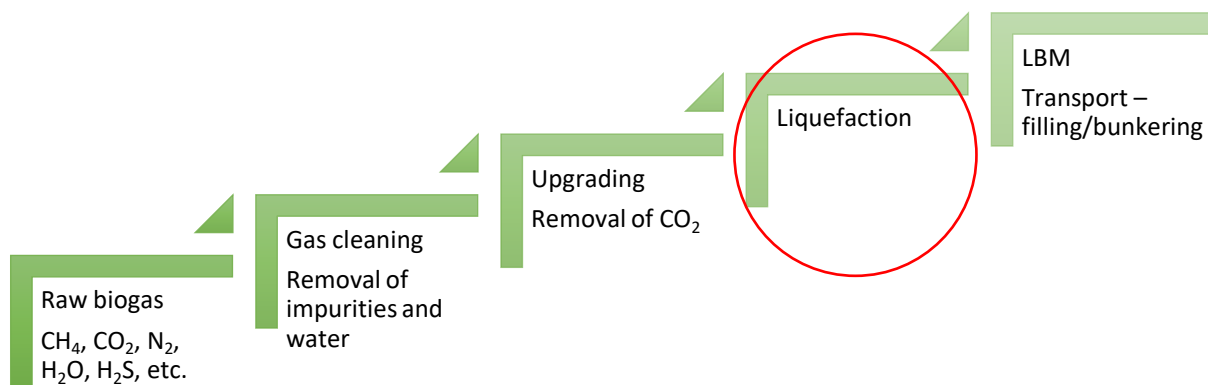 Raw biogas
CH₄, CO₂, N₂,
H₂O, H₂S, etc.
Gas cleaning
Removal of
impurities and
water
Upgrading
Removal of CO₂
Liquefaction
LBM
Transport –
filling/bunkering